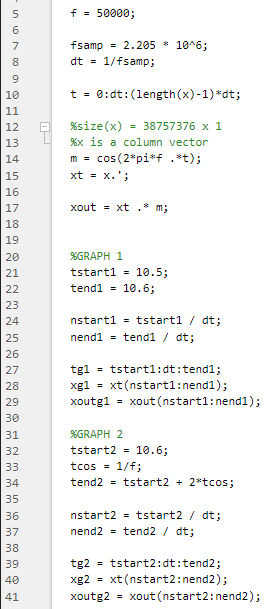 5 f = 50000;
6
7 fsamp = 2.205 * 10^6;
8 dt = 1/fsamp;
9
10 t = 0:dt:(length(x)-1)*dt;
11
12 %size(x) = 38757376 x 1
13 %x is a column vector
14 m = cos(2*pi*f .*t);
15 xt = x.';
16
17 xout = xt .* m;
18
19
20 %GRAPH 1
21 tstart1 = 10.5;
22 tend1 = 10.6;
23
24 nstart1 = tstart1 / dt;
25 nend1 = tend1 / dt;
26
27 tg1 = tstart1:dt:tend1;
28 xg1 = xt(nstart1:nend1);
29 xoutg1 = xout(nstart1:nend1);
30
31 %GRAPH 2
32 tstart2 = 10.6;
33 tcos = 1/f;
34 tend2 = tstart2 + 2*tcos;
35
36 nstart2 = tstart2 / dt;
37 nend2 = tend2 / dt;
38
39 tg2 = tstart2:dt:tend2;
40 xg2 = xt(nstart2:nend2);
41 xoutg2 = xout(nstart2:nend2);